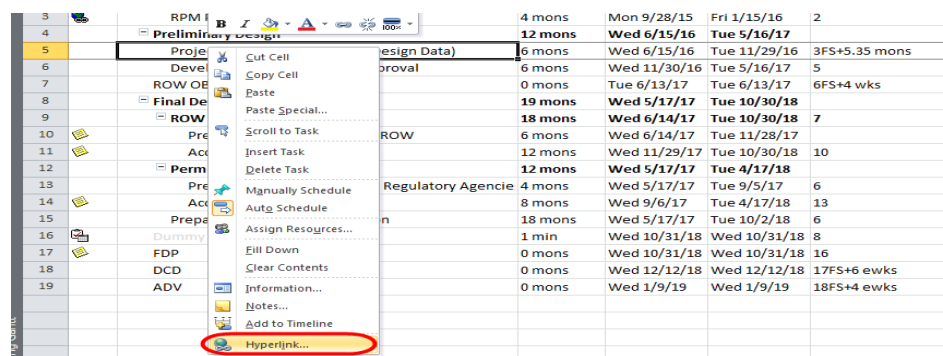 3 RPM 4 mons Mon 9/28/15 Fri 1/15/16 2
B I A 100%
4 Preliminary Design 12 mons Wed 6/15/16 Tue 5/16/17
5 Proje esign Data) 6 mons Wed 6/15/16 Tue 11/29/16 3FS+5.35 mons
Cut Cell
6 Devel proval 6 mons Wed 11/30/16 Tue 5/16/17 5
Copy Cell
7 ROW OB 0 mons Tue 6/13/17 Tue 6/13/17 6FS+4 wks
Paste
8 Final De 19 mons Wed 5/17/17 Tue 10/30/18
Paste Special...
9 ROW 18 mons Wed 6/14/17 Tue 10/30/18 7
Scroll to Task
10 Pre ROW 6 mons Wed 6/14/17 Tue 11/28/17
11 Acc 12 mons Wed 11/29/17 Tue 10/30/18 10
Insert Task
12 Perm 12 mons Wed 5/17/17 Tue 4/17/18
Delete Task
13 Pre Regulatory Agencie 4 mons Wed 5/17/17 Tue 9/5/17 6
Manually Schedule
14 Acc 8 mons Wed 9/6/17 Tue 4/17/18 13
Auto Schedule
15 Prepa n 18 mons Wed 5/17/17 Tue 10/2/18 6
Assign Resources...
16 Dummy 1 min Wed 10/31/18 Wed 10/31/18 8
17 FDP 0 mons Wed 10/31/18 Wed 10/31/18 16
Fill Down
18 DCD 0 mons Wed 12/12/18 Wed 12/12/18 17FS+6 ewks
Clear Contents
19 ADV 0 mons Wed 1/9/19 Wed 1/9/19 18FS+4 ewks
Information...
Notes...
Add to Timeline
Hyperlink...